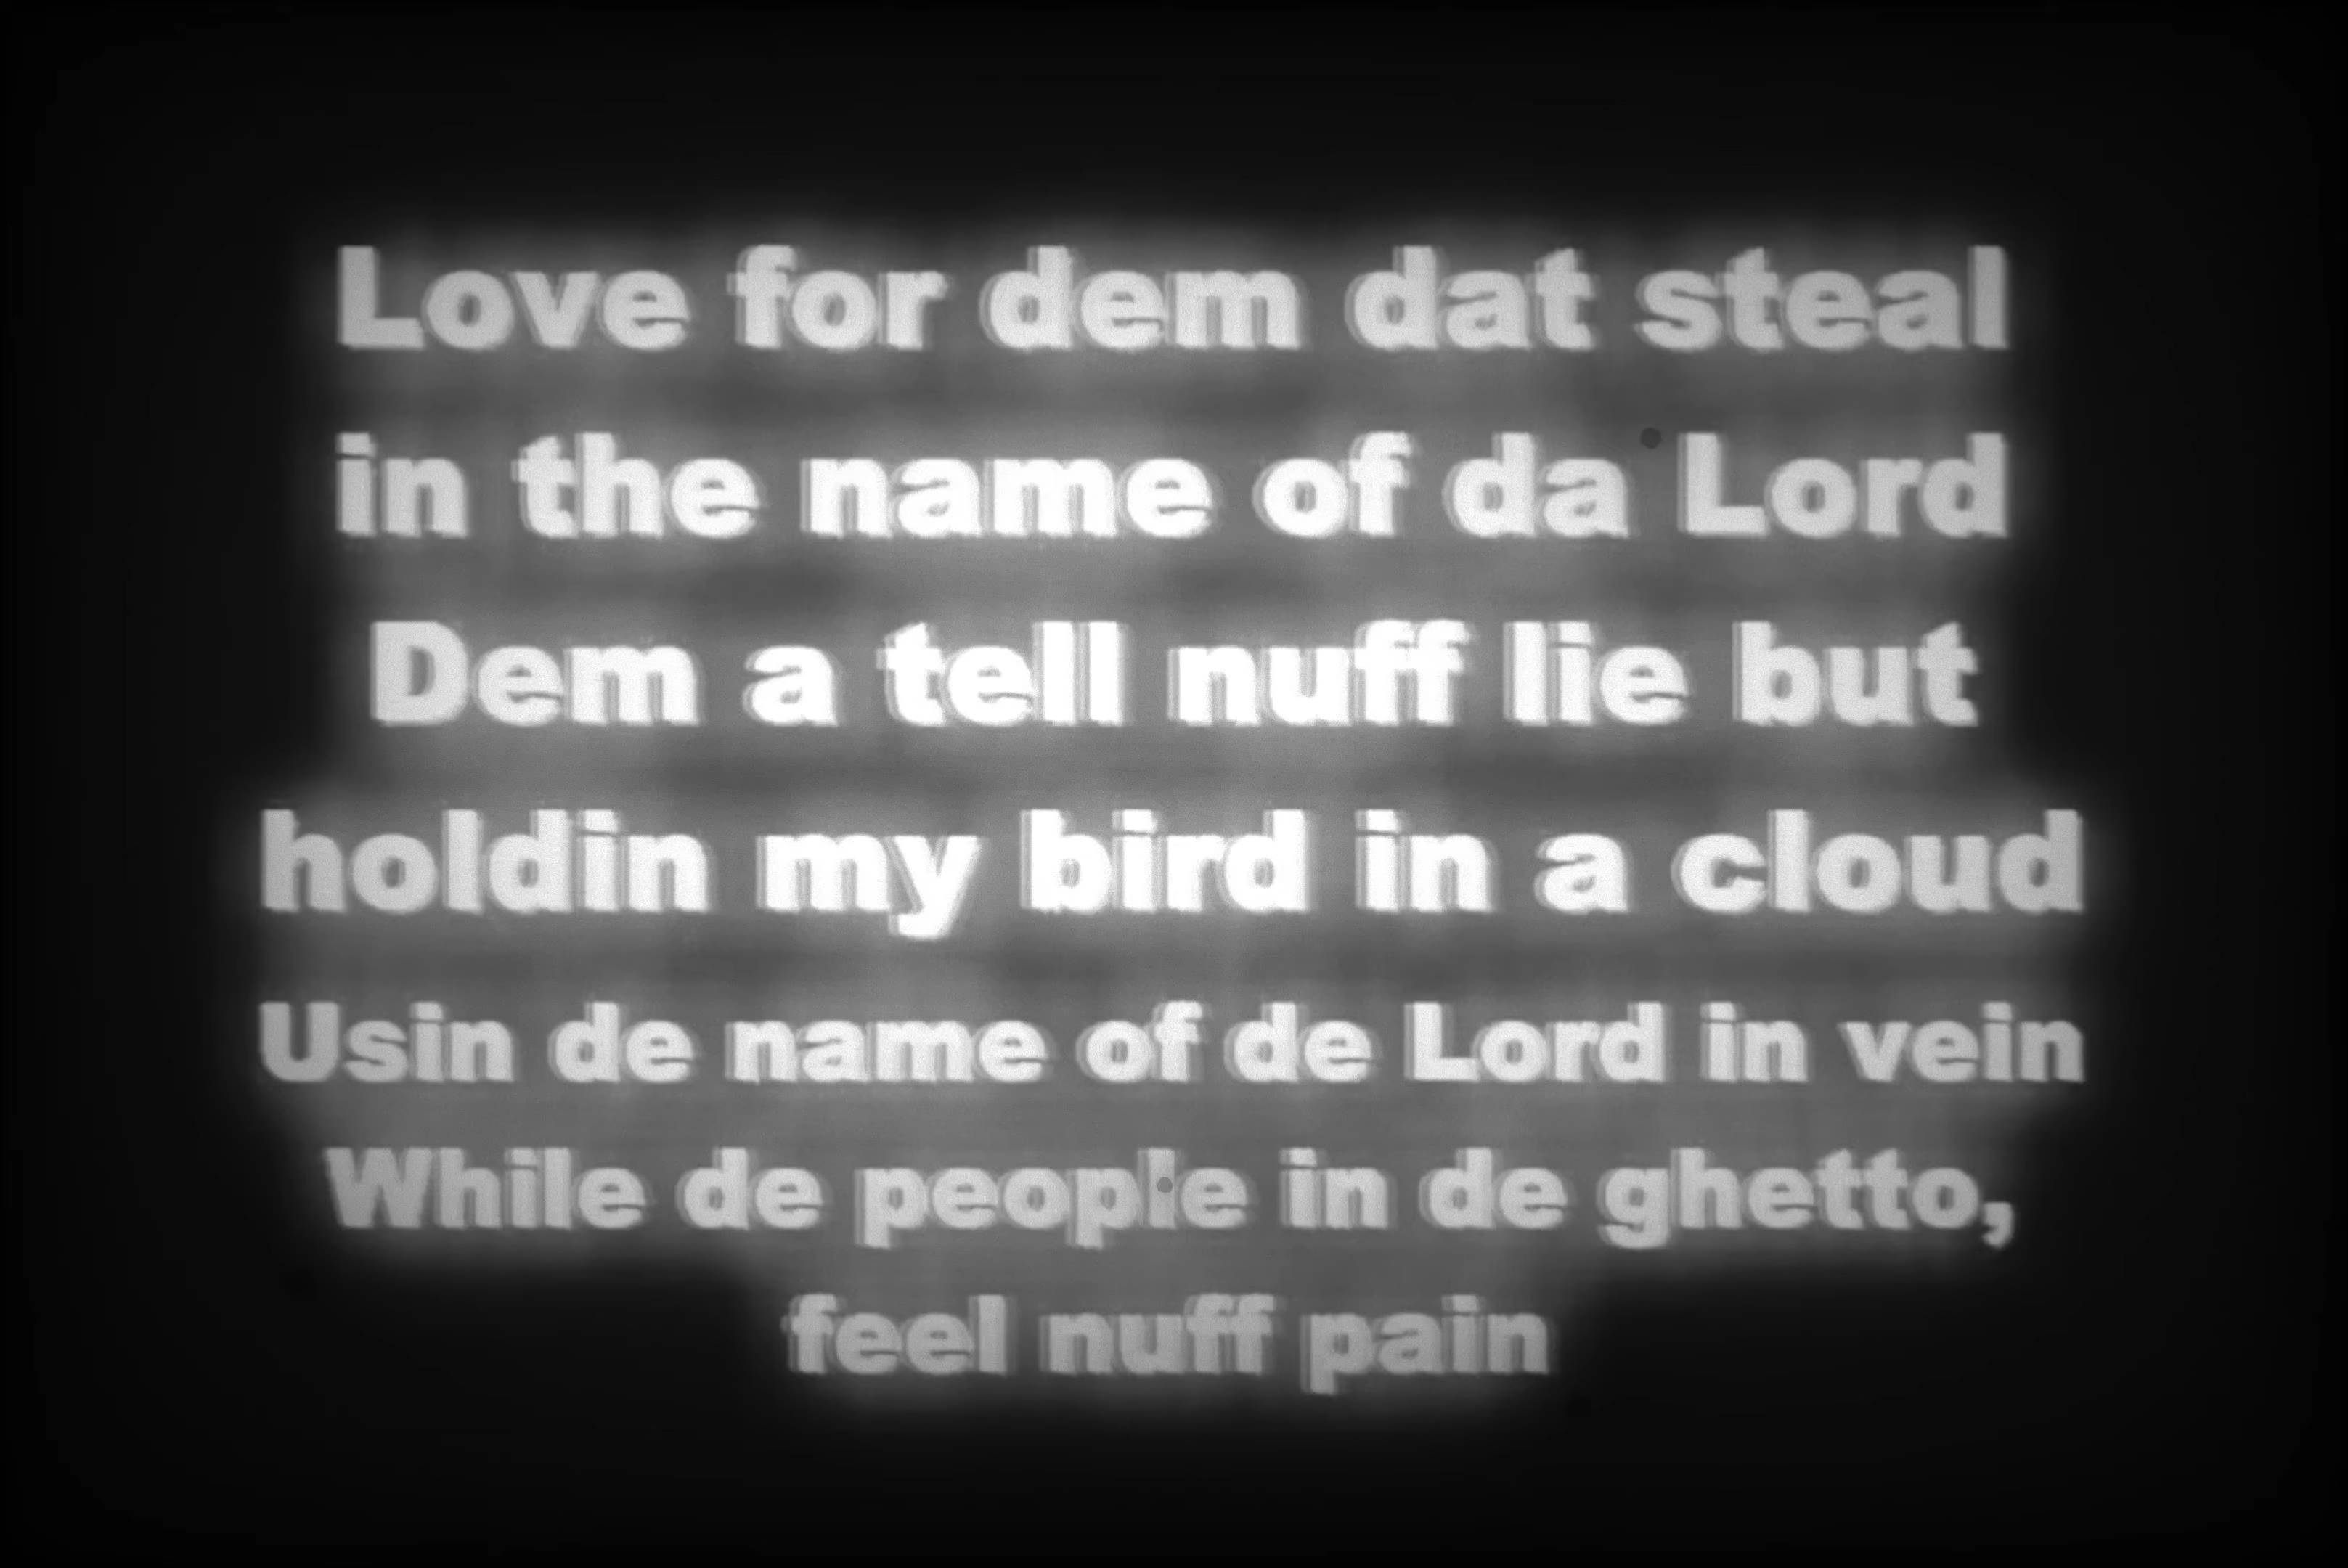 Love for dem dat steal
in the name of da Lord
Dem a tell nuff lie but
holdin my bird in a cloud
Usin de name of de Lord in vein
While de people in de ghetto,
feel nuff pain